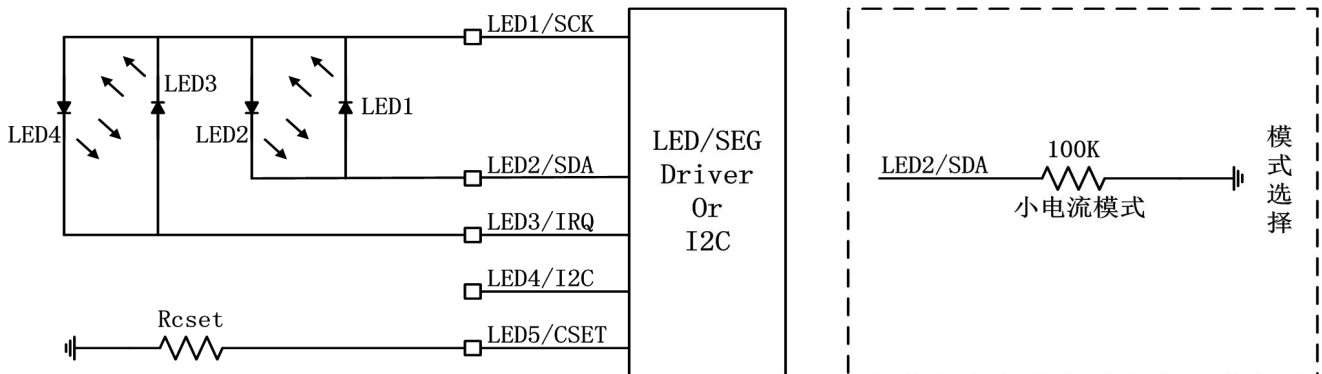 LED1/SCK
LED3
LED4
LED2
LED1
LED2/SDA
LED3/IRQ
LED4/I2C
Rcset
LED5/CSET
LED/SEG
Driver
Or
I2C
LED2/SDA
100K
小电流模式
模式选择